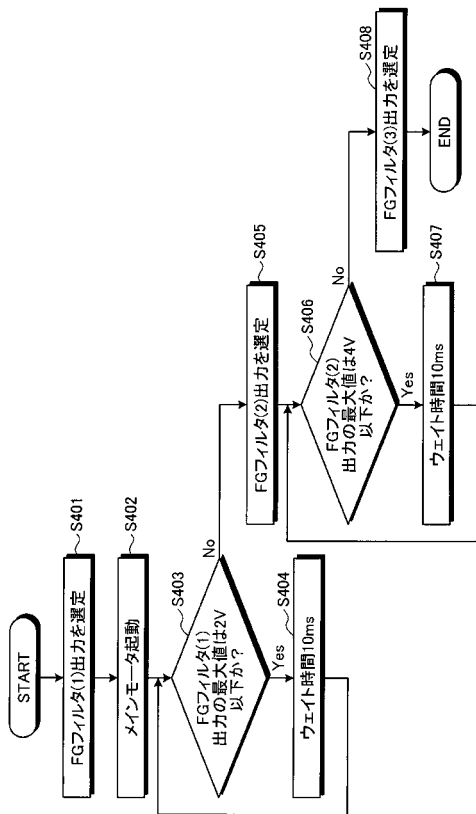 START
S401
FGフィルタ(1)出力を選定
S402
メインモータ起動
S403
FGフィルタ(1)
出力の最大値は2V
以下か?
No
Yes
S404
ウェイト時間10ms
S405
FGフィルタ(2)出力を選定
S406
FGフィルタ(2)
出力の最大値は4V
以下か?
No
Yes
S407
ウェイト時間10ms
S408
FGフィルタ(3)出力を選定
END